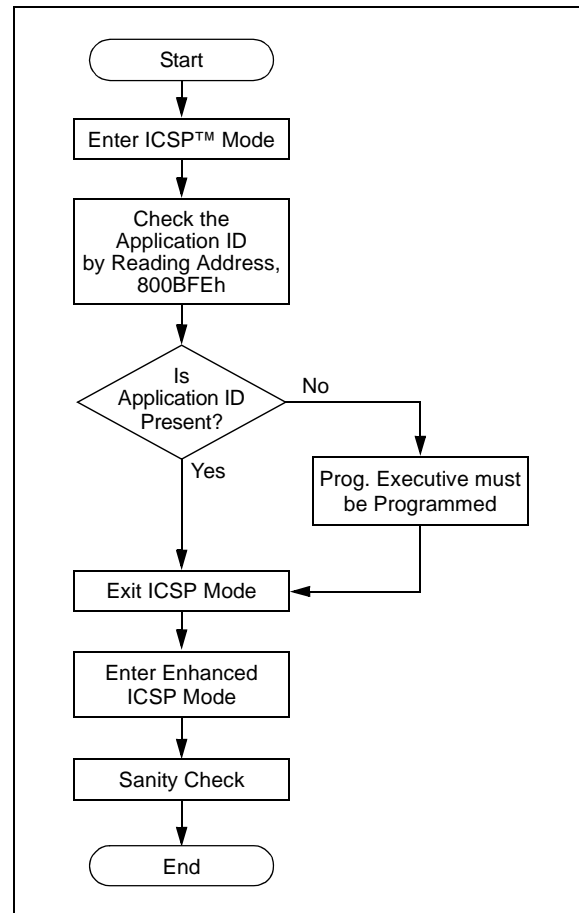 Start
Enter ICSP™ Mode
Check the
Application ID
by Reading Address,
800BFEh
Is
Application ID
Present?
No
Yes
Prog. Executive must
be Programmed
Exit ICSP Mode
Enter Enhanced
ICSP Mode
Sanity Check
End